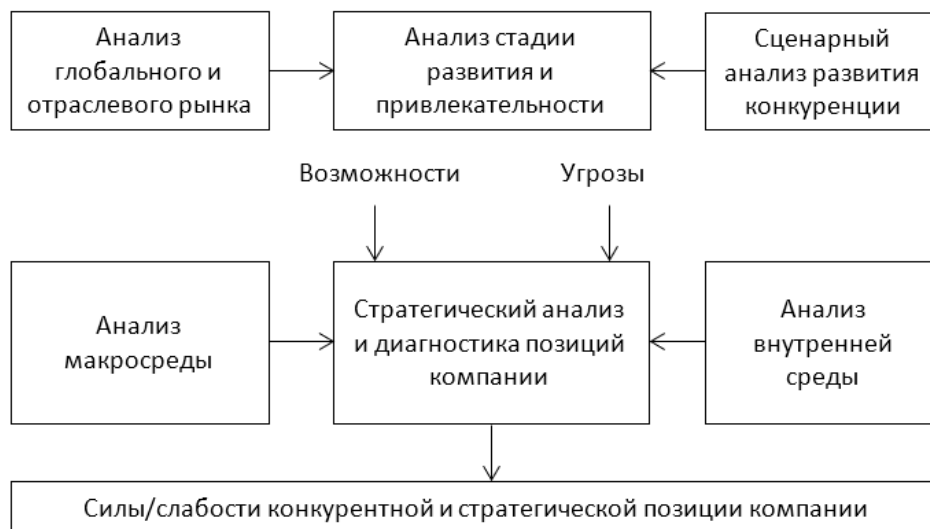 Анализ
глобального и
отраслевого рынка
Анализ стадии
развития и
привлекательности
Сценарный
анализ развития
конкуренции
Возможности
Угрозы
Анализ
макросреды
Стратегический анализ
и диагностика позиций
компании
Анализ
внутренней
среды
Силы/слабости конкурентной и стратегической позиции компании